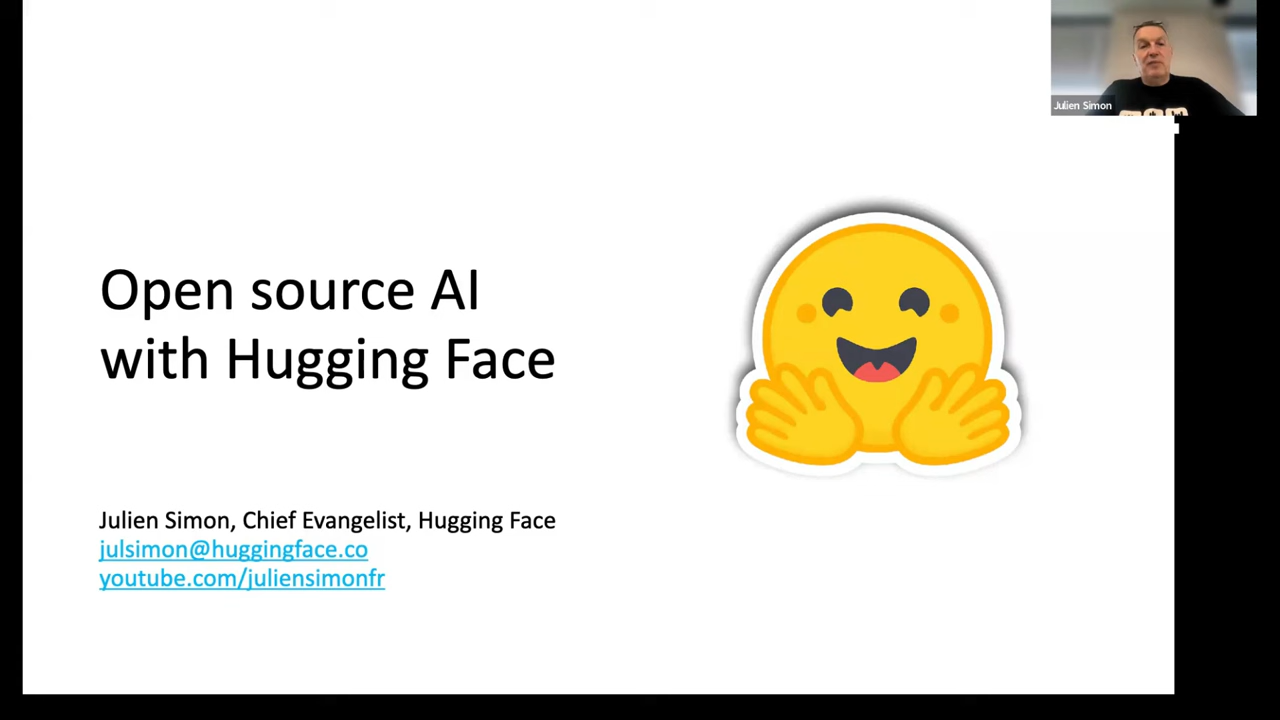 Julien Simon
Open source AI
with Hugging Face
Julien Simon, Chief Evangelist, Hugging Face
julsimon@huggingface.co
youtube.com/juliensimonfr